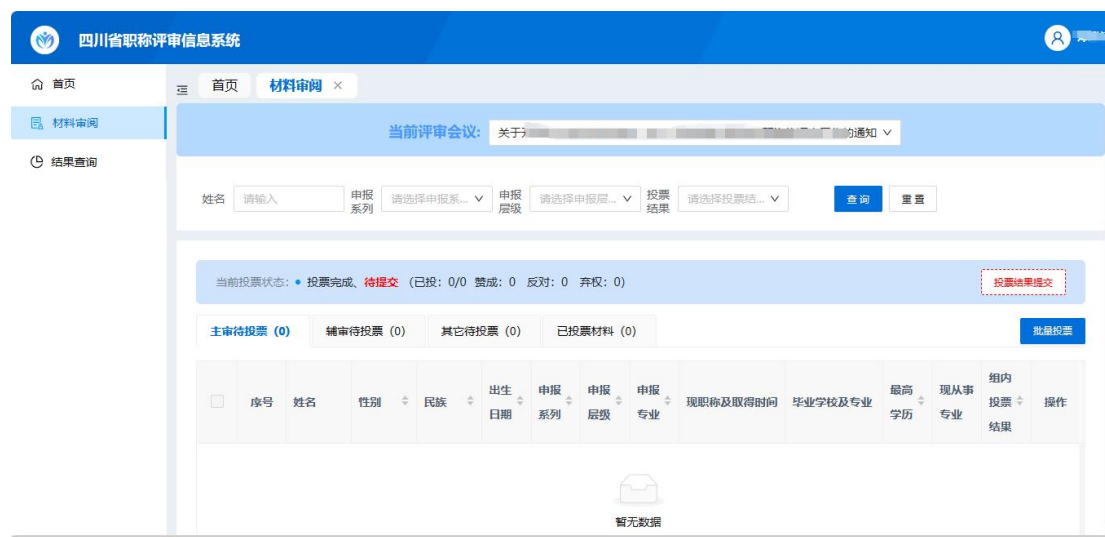 四川省职称评审信息系统
首页
材料审阅
结果查询
首页 材料审阅 ×
当前评审会议: 关于 的通知
姓名 请输入 申报系列 请选择申报系... 申报层级 请选择申报层... 投票结果 请选择投票结... 查询 重置
当前投票状态: • 投票完成、待提交 (已投: 0/0 赞成: 0 反对: 0 弃权: 0) 投票结果提交
主审待投票 (0) 辅审待投票 (0) 其它待投票 (0) 已投票材料 (0) 批量投票
序号 姓名 性别 民族 出生日期 申报系列 申报层级 申报专业 现职称及取得时间 毕业学校及专业 最高学历 现从事专业 组内投票结果 操作
暂无数据